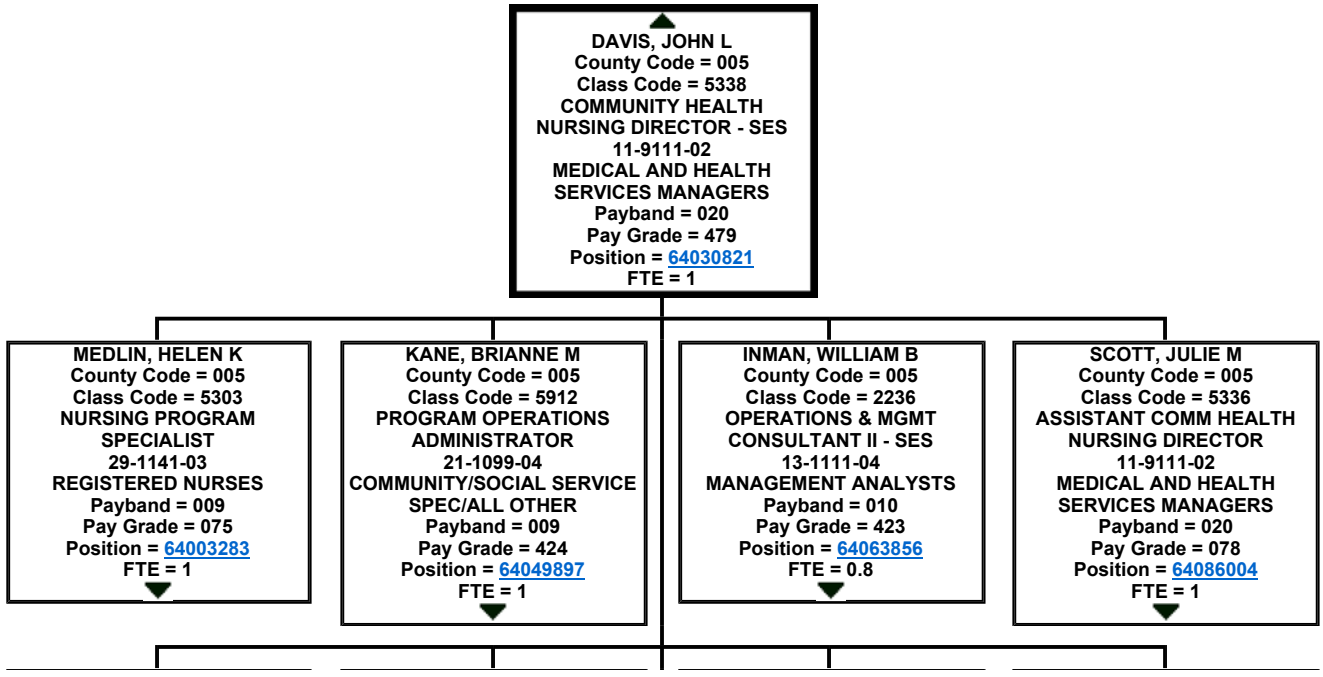 DAVIS, JOHN L
County Code = 005
Class Code = 5338
COMMUNITY HEALTH
NURSING DIRECTOR - SES
11-9111-02
MEDICAL AND HEALTH
SERVICES MANAGERS
Payband = 020
Pay Grade = 479
Position = 64030821
FTE = 1
MEDLIN, HELEN K
County Code = 005
Class Code = 5303
NURSING PROGRAM
SPECIALIST
29-1141-03
REGISTERED NURSES
Payband = 009
Pay Grade = 075
Position = 64003283
FTE = 1
KANE, BRIANNE M
County Code = 005
Class Code = 5912
PROGRAM OPERATIONS
ADMINISTRATOR
21-1099-04
COMMUNITY/SOCIAL SERVICE
SPEC/ALL OTHER
Payband = 009
Pay Grade = 424
Position = 64049897
FTE = 1
INMAN, WILLIAM B
County Code = 005
Class Code = 2236
OPERATIONS & MGMT
CONSULTANT II - SES
13-1111-04
MANAGEMENT ANALYSTS
Payband = 010
Pay Grade = 423
Position = 64063856
FTE = 0.8
SCOTT, JULIE M
County Code = 005
Class Code = 5336
ASSISTANT COMM HEALTH
NURSING DIRECTOR
11-9111-02
MEDICAL AND HEALTH
SERVICES MANAGERS
Payband = 020
Pay Grade = 078
Position = 64086004
FTE = 1